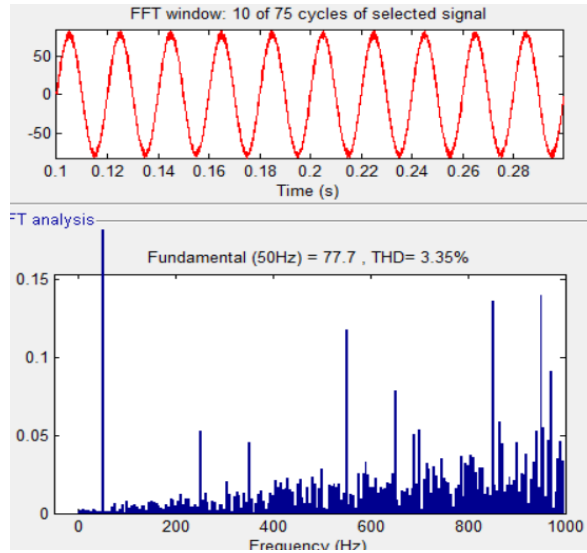 FFT window: 10 of 75 cycles of selected signal
50
0
-50
0.1 0.12 0.14 0.16 0.18 0.2 0.22 0.24 0.26 0.28
Time (s)
FT analysis
Fundamental (50Hz) = 77.7 , THD= 3.35%
0.15
0.1
0.05
0
0 200 400 600 800 1000
Frequency (Hz)